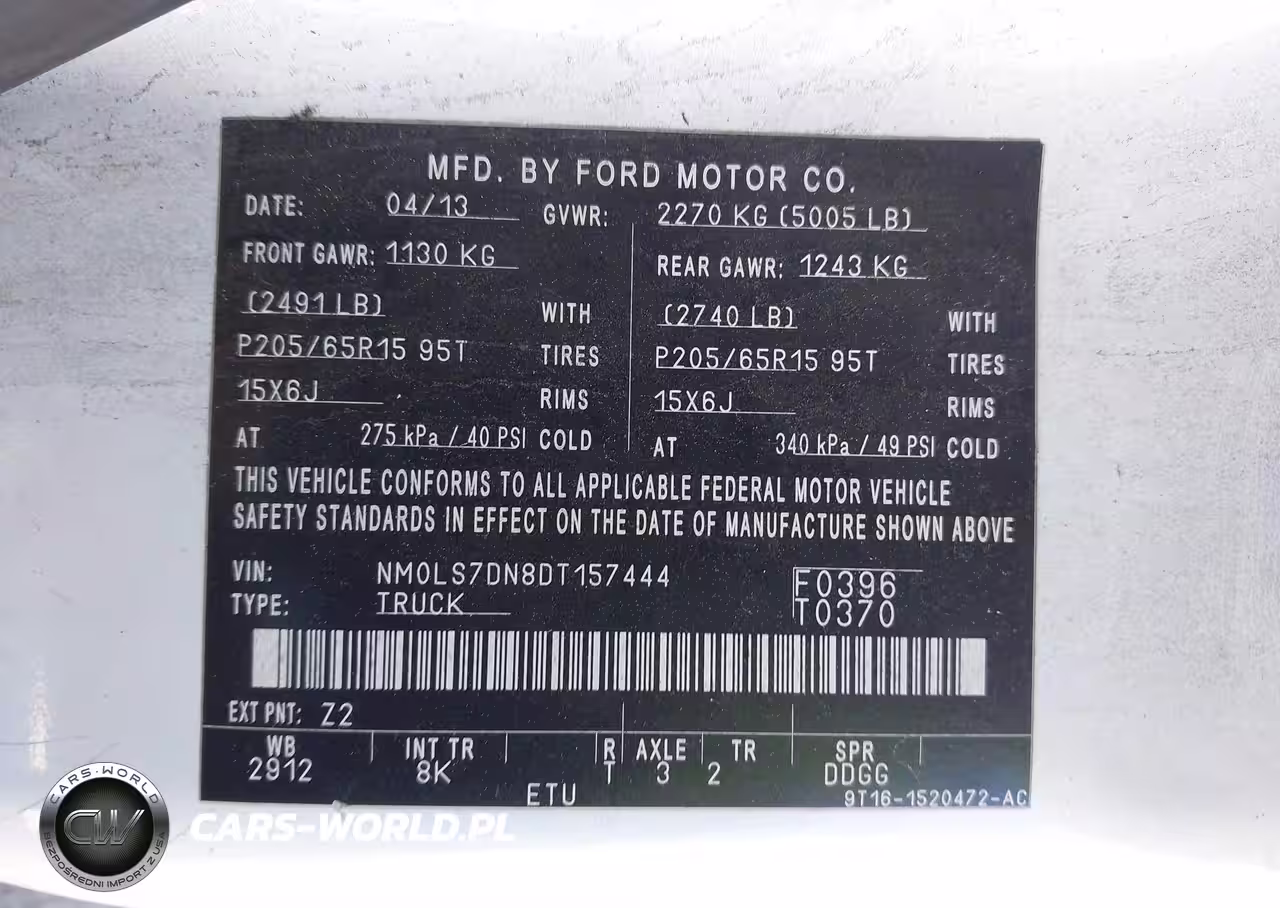 MFD. BY FORD MOTOR CO.
DATE: 04/13 GVWR: 2270 KG (5005 LB)
FRONT GAWR: 1130 KG REAR GAWR: 1243 KG
(2491 LB) WITH (2740 LB) WITH
P205/65R15 95T TIRES P205/65R15 95T TIRES
15X6J RIMS 15X6J RIMS
AT 275 kPa / 40 PSI COLD AT 340 kPa / 49 PSI COLD
THIS VEHICLE CONFORMS TO ALL APPLICABLE FEDERAL MOTOR VEHICLE
SAFETY STANDARDS IN EFFECT ON THE DATE OF MANUFACTURE SHOWN ABOVE
VIN: NM0LS7DN8DT157444 F0396
TYPE: TRUCK T0370
EXT PNT: Z2
WB INT TR R AXLE TR SPR
2912 8K T 3 2 DDGG
ETU 9T16-1520472-AC
CARS-WORLD
CW
BEZPOŚREDNI IMPORT Z USA
CARS-WORLD.PL